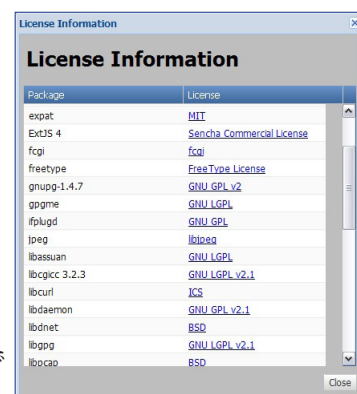 License Information
License Information
Package License
expat MIT
ExtJS 4 Sencha Commercial License
fcgi fcgi
freetype FreeType License
gnupg-1.4.7 GNU GPL v2
gpgme GNU LGPL
ifplugd GNU GPL
jpeg libjpeg
libassuan GNU LGPL
libcgicc 3.2.3 GNU LGPL v2.1
libcurl ICS
libdaemon GNU GPL v2.1
libdnet BSD
libgpg GNU LGPL v2.1
libpcap BSD
Close